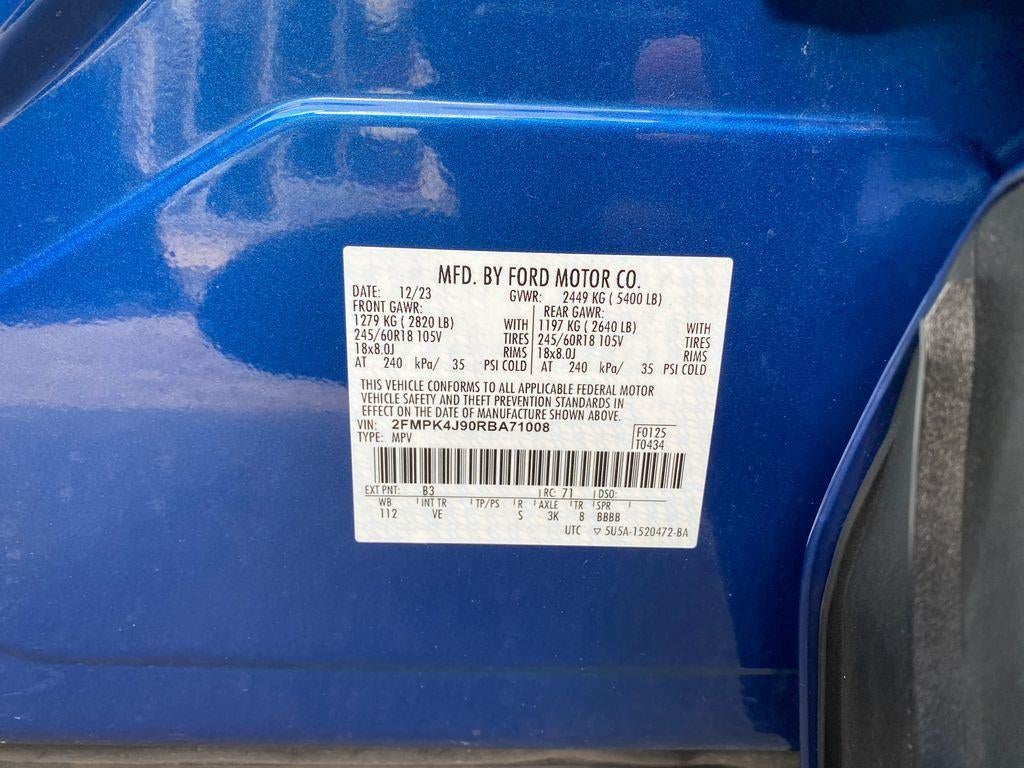 MFD. BY FORD MOTOR CO.
DATE: 12/23 GVWR: 2449 KG ( 5400 LB)
FRONT GAWR: REAR GAWR:
1279 KG ( 2820 LB) WITH 1197 KG ( 2640 LB) WITH
245/60R18 105V TIRES 245/60R18 105V TIRES
18x8.0J RIMS 18x8.0J RIMS
AT 240 kPa/ 35 PSI COLD AT 240 kPa/ 35 PSI COLD
THIS VEHICLE CONFORMS TO ALL APPLICABLE FEDERAL MOTOR
VEHICLE SAFETY AND THEFT PREVENTION STANDARDS IN
EFFECT ON THE DATE OF MANUFACTURE SHOWN ABOVE.
VIN: 2FMPK4J90RBA71008 F0125
TYPE: MPV T0434
EXT PNT: B3 RC: 71 DSO:
WB INT TR TP/PS R AXLE TR SPR
112 VE S 3K 8 BBBB
UTC ▽ 5U5A-1520472-BA